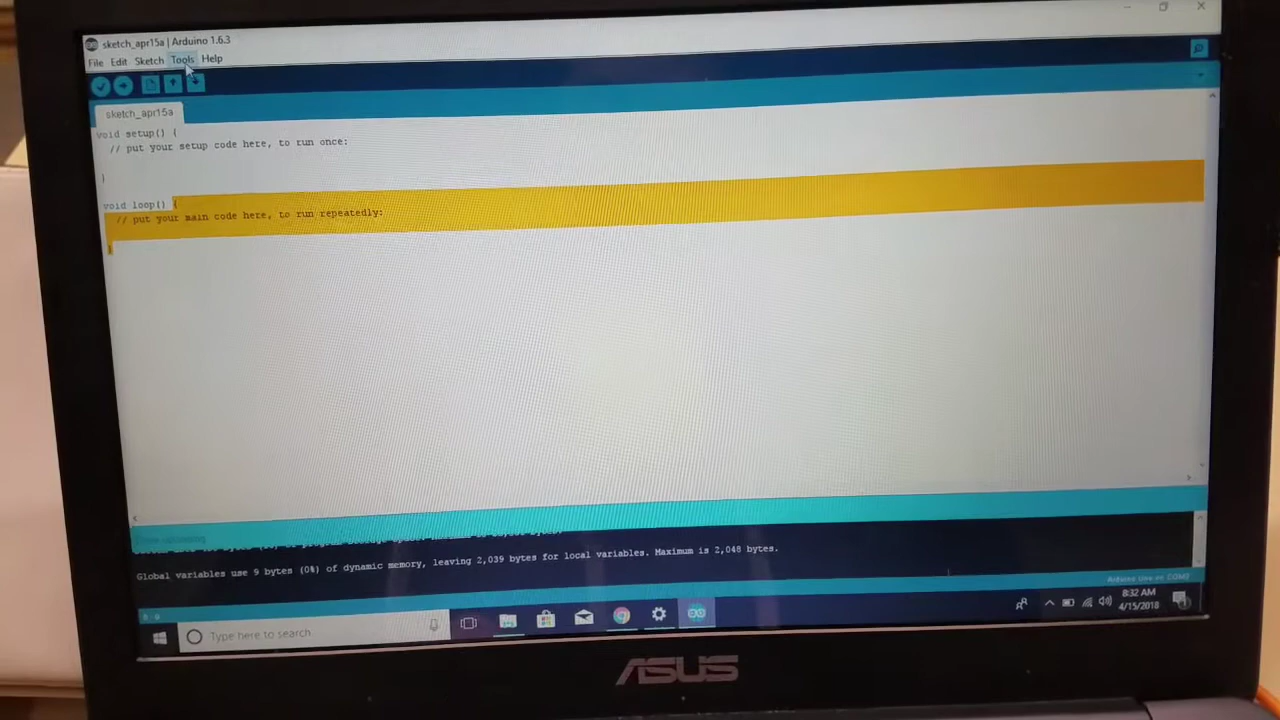 sketch_apr15a | Arduino 1.6.3
File Edit Sketch Tools Help
sketch_apr15a
void setup() {
// put your setup code here, to run once:
}
void loop() {
// put your main code here, to run repeatedly:
}
Global variables use 9 bytes (0%) of dynamic memory, leaving 2,039 bytes for local variables. Maximum is 2,048 bytes.
Type here to search
8:32 AM
4/15/2018
ASUS